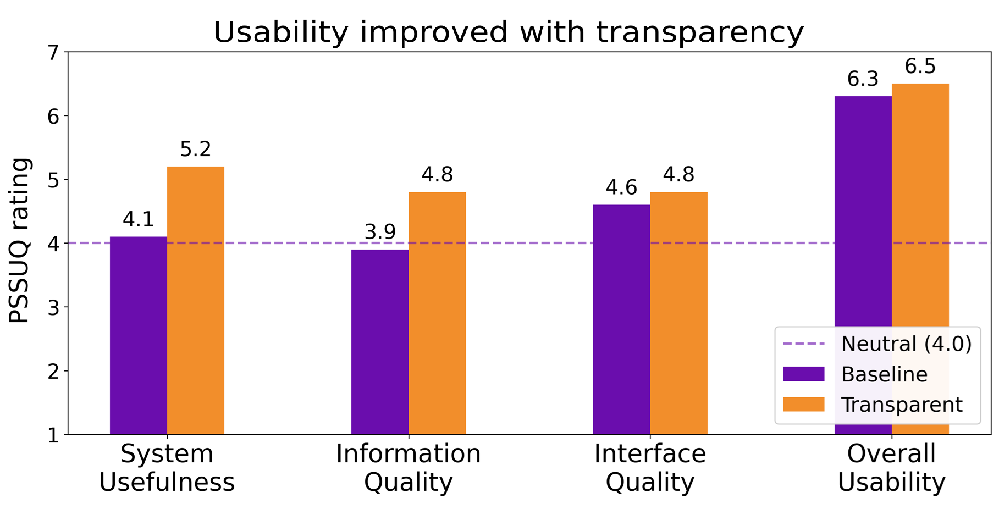 Usability improved with transparency
PSSUQ rating
7
6
5
4
3
2
1
4.1
5.2
3.9
4.8
4.6
4.8
6.3
6.5
Neutral (4.0)
Baseline
Transparent
System
Usefulness
Information
Quality
Interface
Quality
Overall
Usability